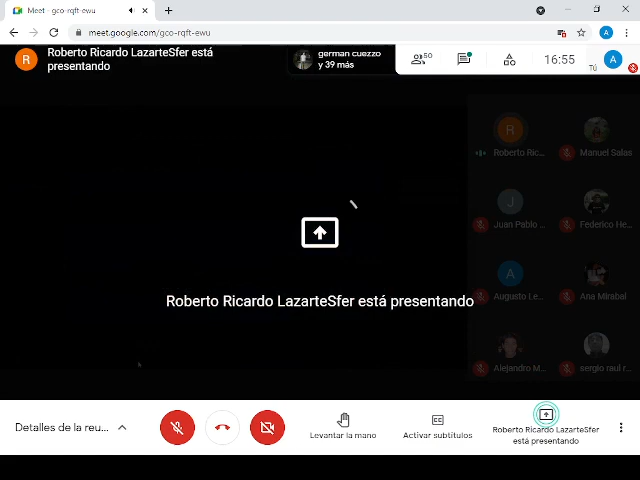 Meet - gco-rqft-ewu
meet.google.com/gco-rqft-ewu
A
R
Roberto Ricardo LazarteSfer está
presentando
german cuezzo
y 39 más
50
16:55
Tú
A
R
Roberto Ric...
Manuel Salas
J
Juan Pablo ...
Federico He...
A
Augusto Le...
Ana Mirabal
Alejandro M...
sergio raul r...
Roberto Ricardo LazarteSfer está presentando
Detalles de la reu...
Levantar la mano
Activar subtítulos
Roberto Ricardo LazarteSfer
está presentando